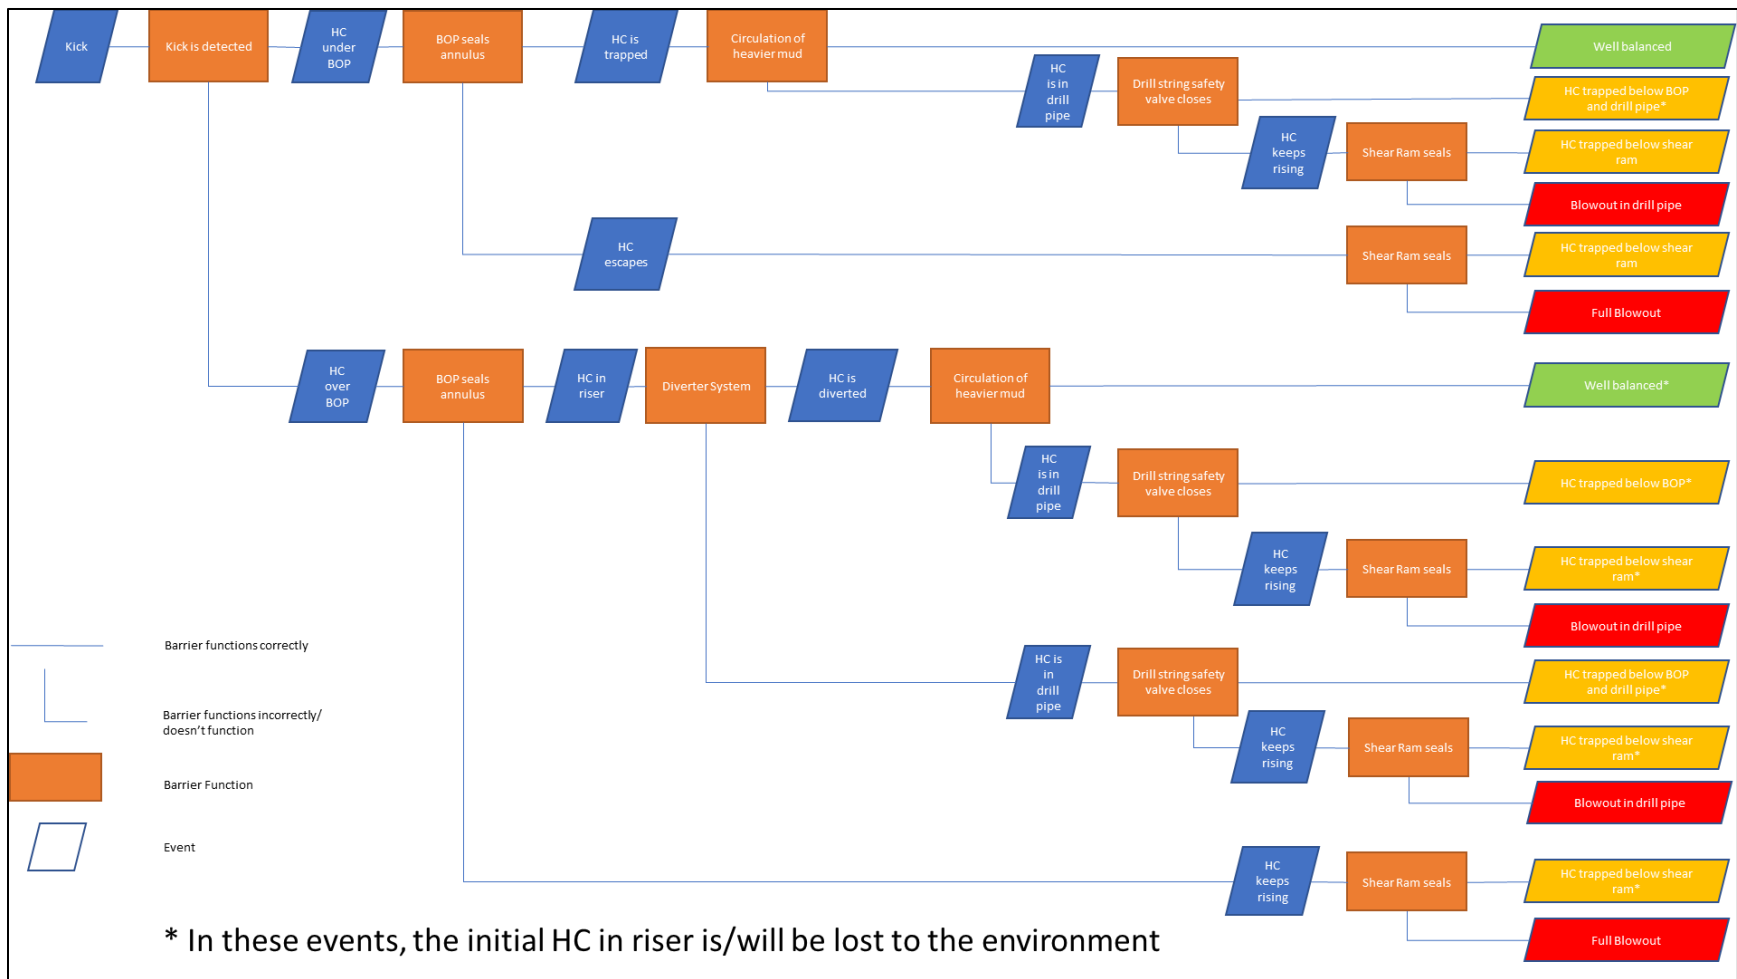 Kick
Kick is detected
HC
under
BOP
BOP seals
annulus
HC is
trapped
Circulation of
heavier mud
Well balanced
HC
is in
drill
pipe
Drill string safety
valve closes
HC trapped below BOP
and drill pipe*
HC
keeps
rising
Shear Ram seals
HC trapped below shear
ram
Blowout in drill pipe
HC
escapes
Shear Ram seals
HC trapped below shear
ram
Full Blowout
HC
over
BOP
BOP seals
annulus
HC in
riser
Diverter System
HC is
diverted
Circulation of
heavier mud
Well balanced*
HC
is in
drill
pipe
Drill string safety
valve closes
HC trapped below BOP*
HC
keeps
rising
Shear Ram seals
HC trapped below shear
ram*
Blowout in drill pipe
HC is
in
drill
pipe
Drill string safety
valve closes
HC trapped below BOP
and drill pipe*
HC
keeps
rising
Shear Ram seals
HC trapped below shear
ram*
Blowout in drill pipe
HC
keeps
rising
Shear Ram seals
HC trapped below shear
ram*
Full Blowout
Barrier functions correctly
Barrier functions incorrectly/
doesn't function
Barrier Function
Event
* In these events, the initial HC in riser is/will be lost to the environment